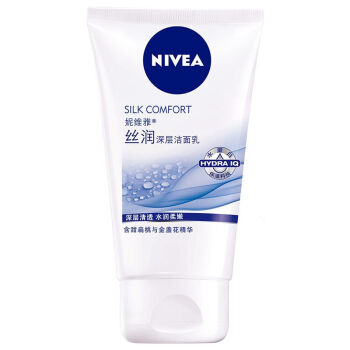 NIVEA
SILK COMFORT
妮维雅®
丝润深层洁面乳
HYDRA IQ
深层清透 水润柔嫩
含甜扁桃与金盏花精华